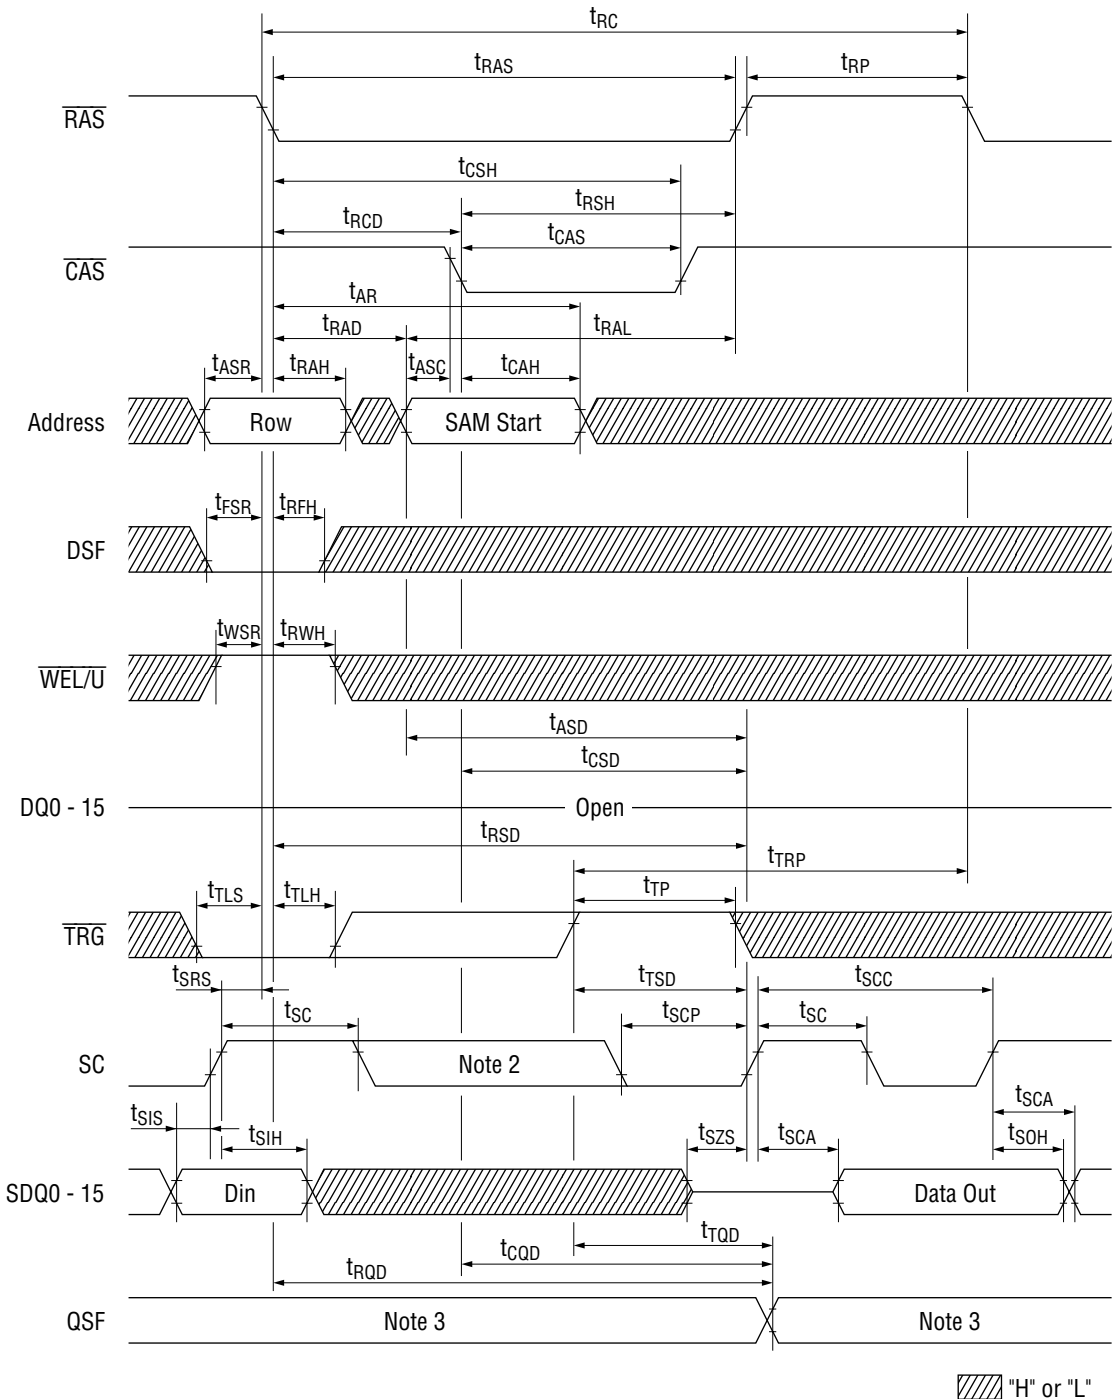 tRC
tRAS
tRP
RAS
tCSH
tRSH
tRCD
tCAS
CAS
tAR
tRAD
tRAL
tASR
tRAH
tASC
tCAH
Address
Row
SAM Start
tFSR
tRFH
DSF
tWSR
tRWH
WEL/U
tASD
tCSD
DQ0 - 15
Open
tRSD
tTRP
tTLS
tTLH
tTP
TRG
tSRS
tSC
tTSD
tSCC
tSCP
tSC
SC
Note 2
tSIS
tSIH
tSZS
tSCA
tSCA
tSOH
SDQ0 - 15
Din
Data Out
tTQD
tCQD
tRQD
QSF
Note 3
Note 3
"H" or "L"